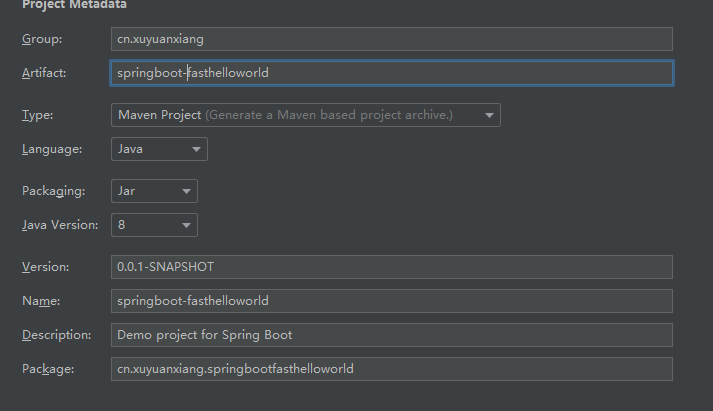 Project Metadata
Group: cn.xuyuanxiang
Artifact: springboot-fasthelloworld
Type: Maven Project (Generate a Maven based project archive.)
Language: Java
Packaging: Jar
Java Version: 8
Version: 0.0.1-SNAPSHOT
Name: springboot-fasthelloworld
Description: Demo project for Spring Boot
Package: cn.xuyuanxiang.springbootfasthelloworld